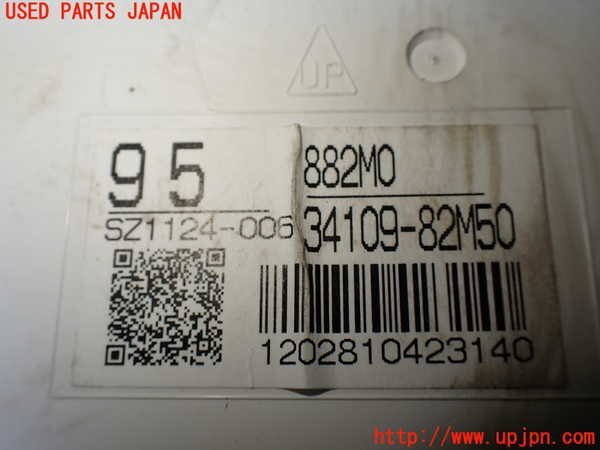 USED PARTS JAPAN
UP
95
882M0
SZ1124-006
34109-82M50
1202810423140
http://www.upjpn.com/